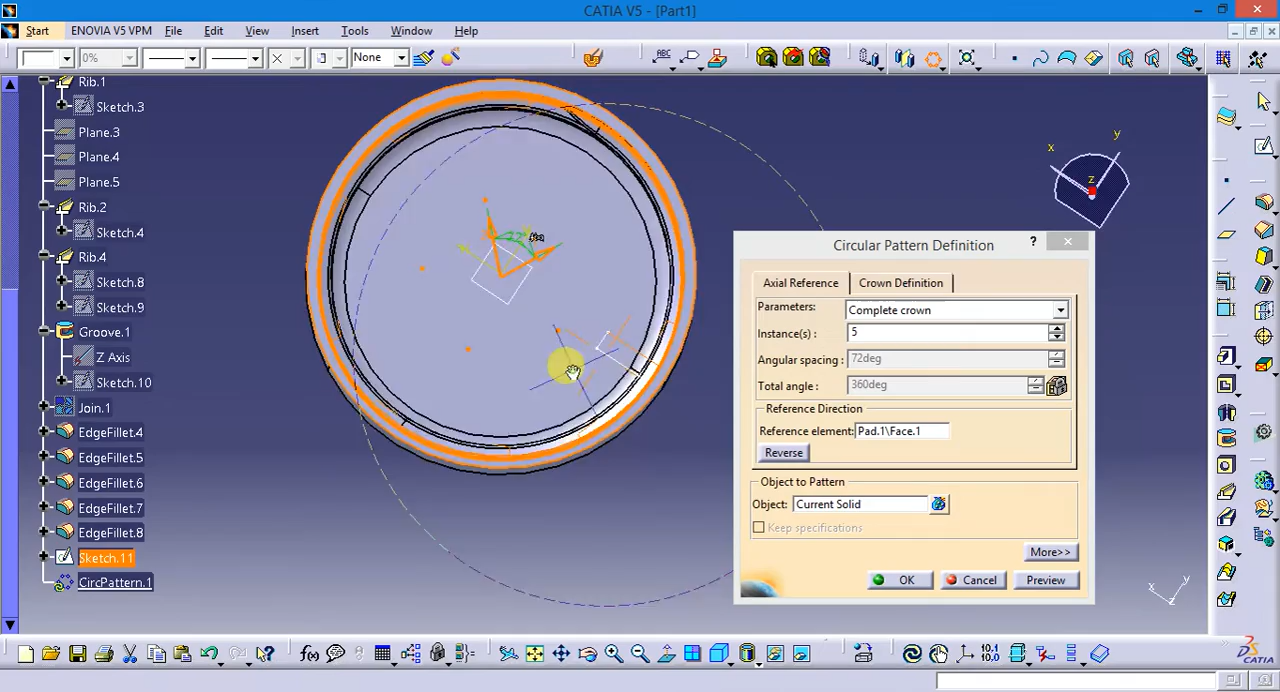 CATIA V5 - [Part1]
Start ENOVIA V5 VPM File Edit View Insert Tools Window Help
0% None ABC
Rib.1
Sketch.3
Plane.3
Plane.4
Plane.5
Rib.2
Sketch.4
Rib.4
Sketch.8
Sketch.9
Groove.1
Z Axis
Sketch.10
Join.1
EdgeFillet.4
EdgeFillet.5
EdgeFillet.6
EdgeFillet.7
EdgeFillet.8
Sketch.11
CircPattern.1
x y z
Circular Pattern Definition ?
Axial Reference Crown Definition
Parameters: Complete crown
Instance(s) : 5
Angular spacing : 72deg
Total angle : 360deg
Reference Direction
Reference element: Pad.1\Face.1
Reverse
Object to Pattern
Object: Current Solid
Keep specifications
More>>
OK Cancel Preview
x y z
f(x) 10.1
CATIA